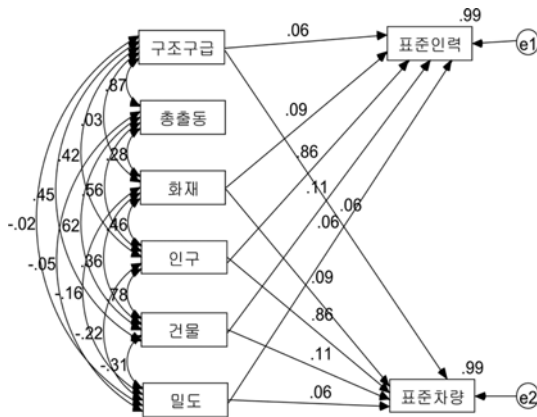 .99
.06
구조구급
표준인력
e1
.87
.09
총출동
.03
.28
.86
.42
.56
화재
.11
.45
.06
.06
-.02
.62
.46
.36
인구
.09
-.05
-.16
.78
.86
-.22
건물
.11
-.31
.99
.06
밀도
표준차량
e2